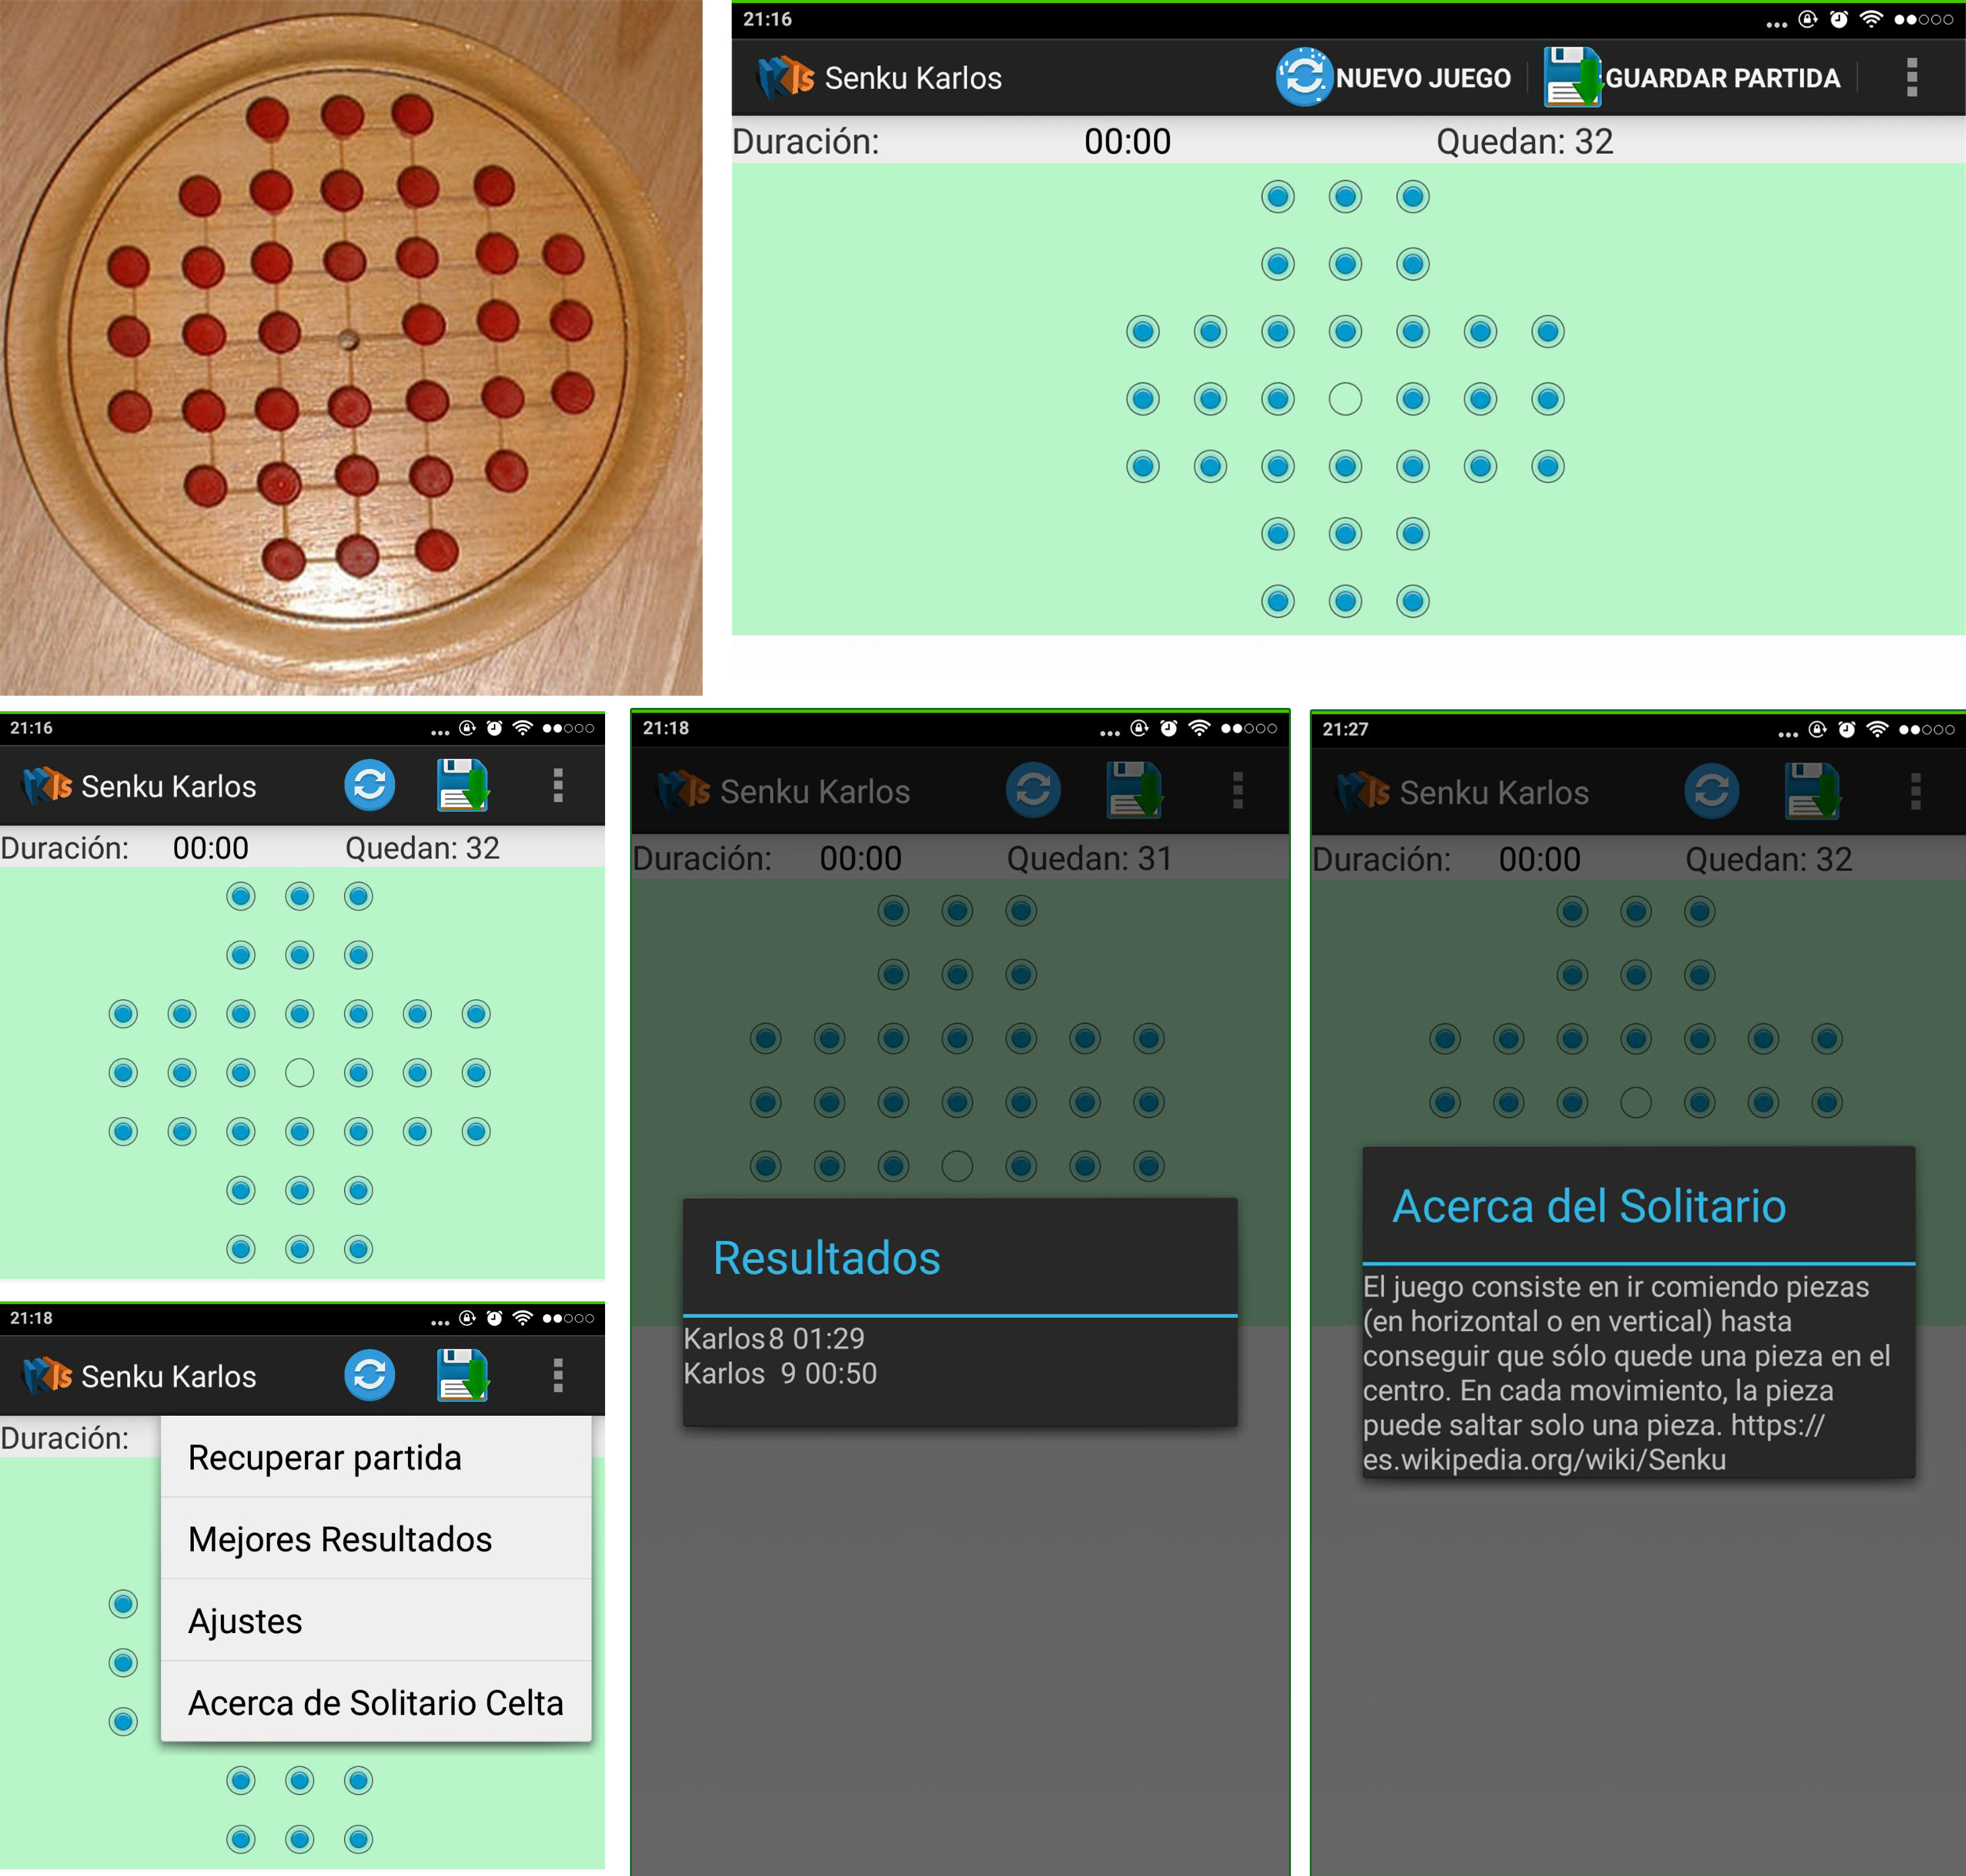 21:16
Kls Senku Karlos
NUEVO JUEGO
GUARDAR PARTIDA
Duración: 00:00 Quedan: 32
21:16
Kls Senku Karlos
Duración: 00:00 Quedan: 32
21:18
Kls Senku Karlos
Duración:
Recuperar partida
Mejores Resultados
Ajustes
Acerca de Solitario Celta
21:18
Kls Senku Karlos
Duración: 00:00 Quedan: 31
Resultados
Karlos 8 01:29
Karlos 9 00:50
21:27
Kls Senku Karlos
Duración: 00:00 Quedan: 32
Acerca del Solitario
El juego consiste en ir comiendo piezas
(en horizontal o en vertical) hasta
conseguir que sólo quede una pieza en el
centro. En cada movimiento, la pieza
puede saltar solo una pieza. https://
es.wikipedia.org/wiki/Senku